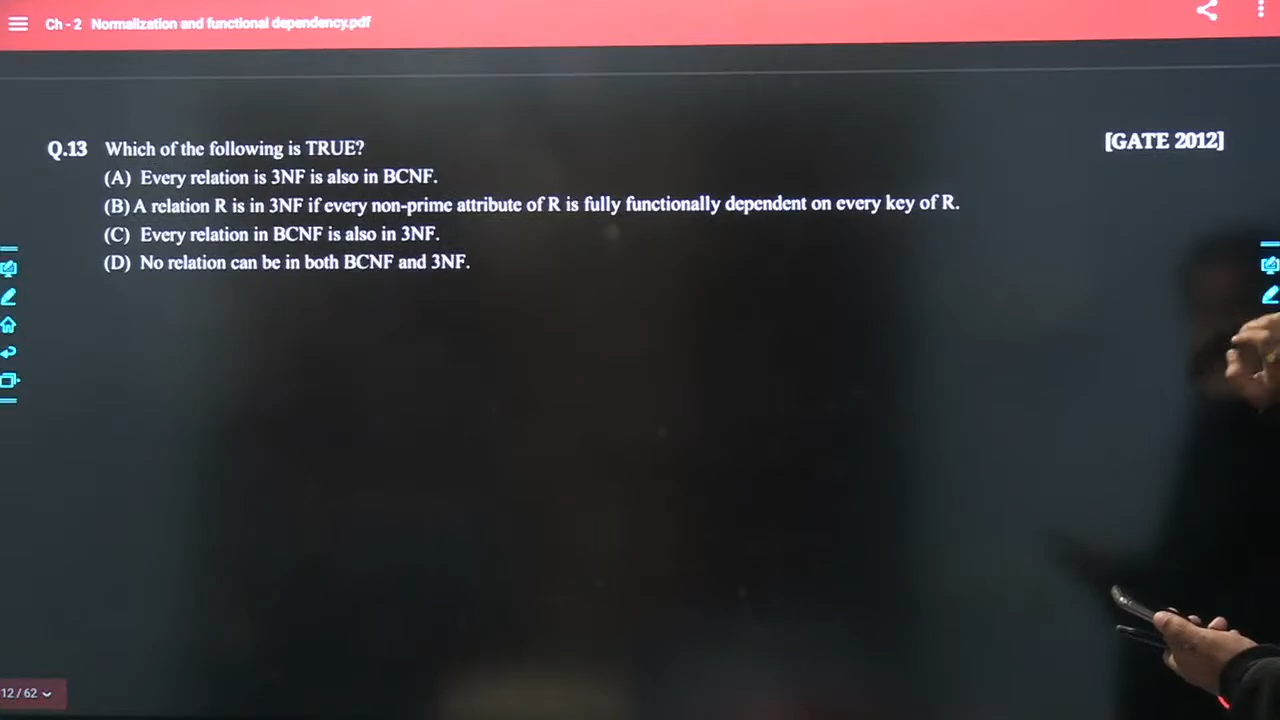 Ch - 2 Normalization and functional dependency.pdf
Q.13 Which of the following is TRUE? [GATE 2012]
(A) Every relation is 3NF is also in BCNF.
(B) A relation R is in 3NF if every non-prime attribute of R is fully functionally dependent on every key of R.
(C) Every relation in BCNF is also in 3NF.
(D) No relation can be in both BCNF and 3NF.
12 / 62